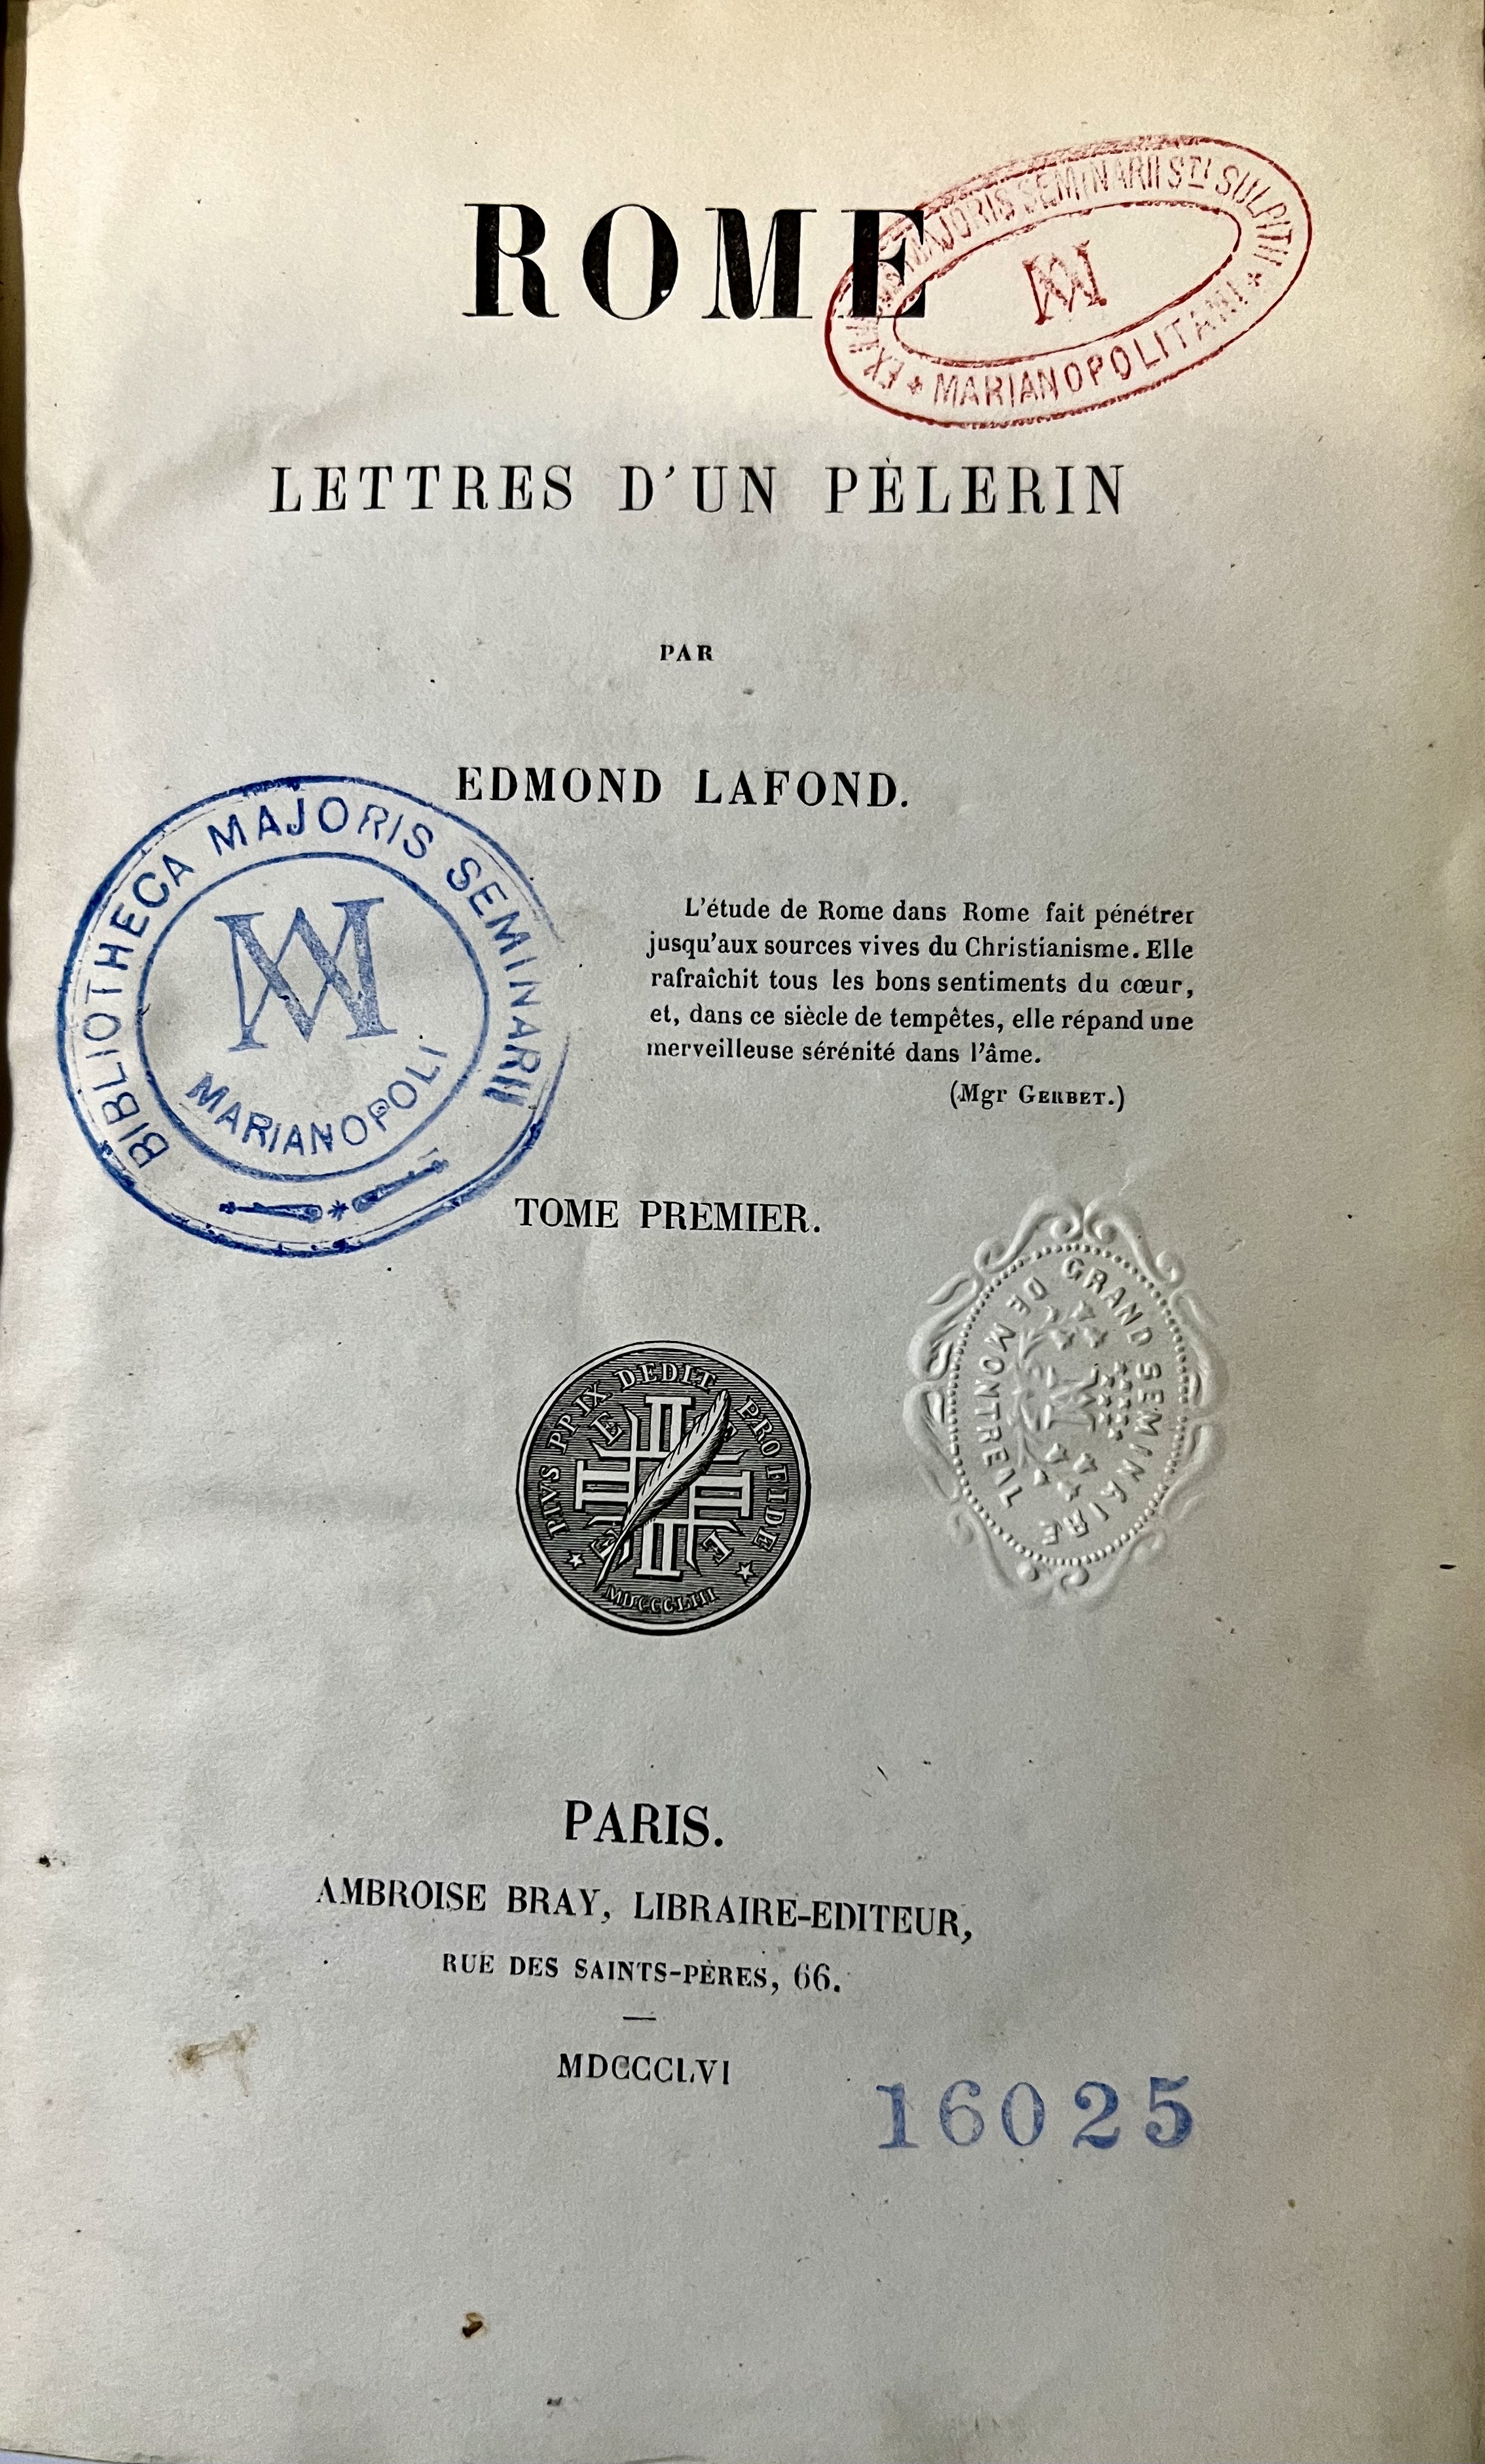 ROME
EX MAJORIS SEMINARII STI SULPITII
MARIANOPOLITANI
LETTRES D'UN PÈLERIN
PAR
EDMOND LAFOND.
BIBLIOTHECA MAJORIS SEMINARII
MARIANOPOLI
L'étude de Rome dans Rome fait pénétrer
jusqu'aux sources vives du Christianisme. Elle
rafraîchit tous les bons sentiments du cœur,
et, dans ce siècle de tempêtes, elle répand une
merveilleuse sérénité dans l'âme.
(Mgr GERBET.)
TOME PREMIER.
GRAND SEMINAIRE
DE MONTREAL
PIVS PP IX DEDIT PRO FIDE
MDCCCLIII
PARIS.
AMBROISE BRAY, LIBRAIRE-EDITEUR,
RUE DES SAINTS-PÈRES, 66.
MDCCCLVI
16025